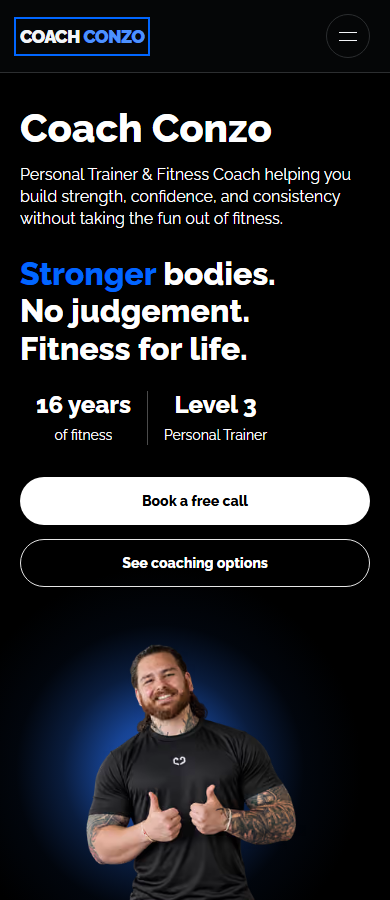 COACH CONZO
Coach Conzo
Personal Trainer & Fitness Coach helping you
build strength, confidence, and consistency
without taking the fun out of fitness.
Stronger bodies.
No judgement.
Fitness for life.
16 years
of fitness
Level 3
Personal Trainer
Book a free call
See coaching options